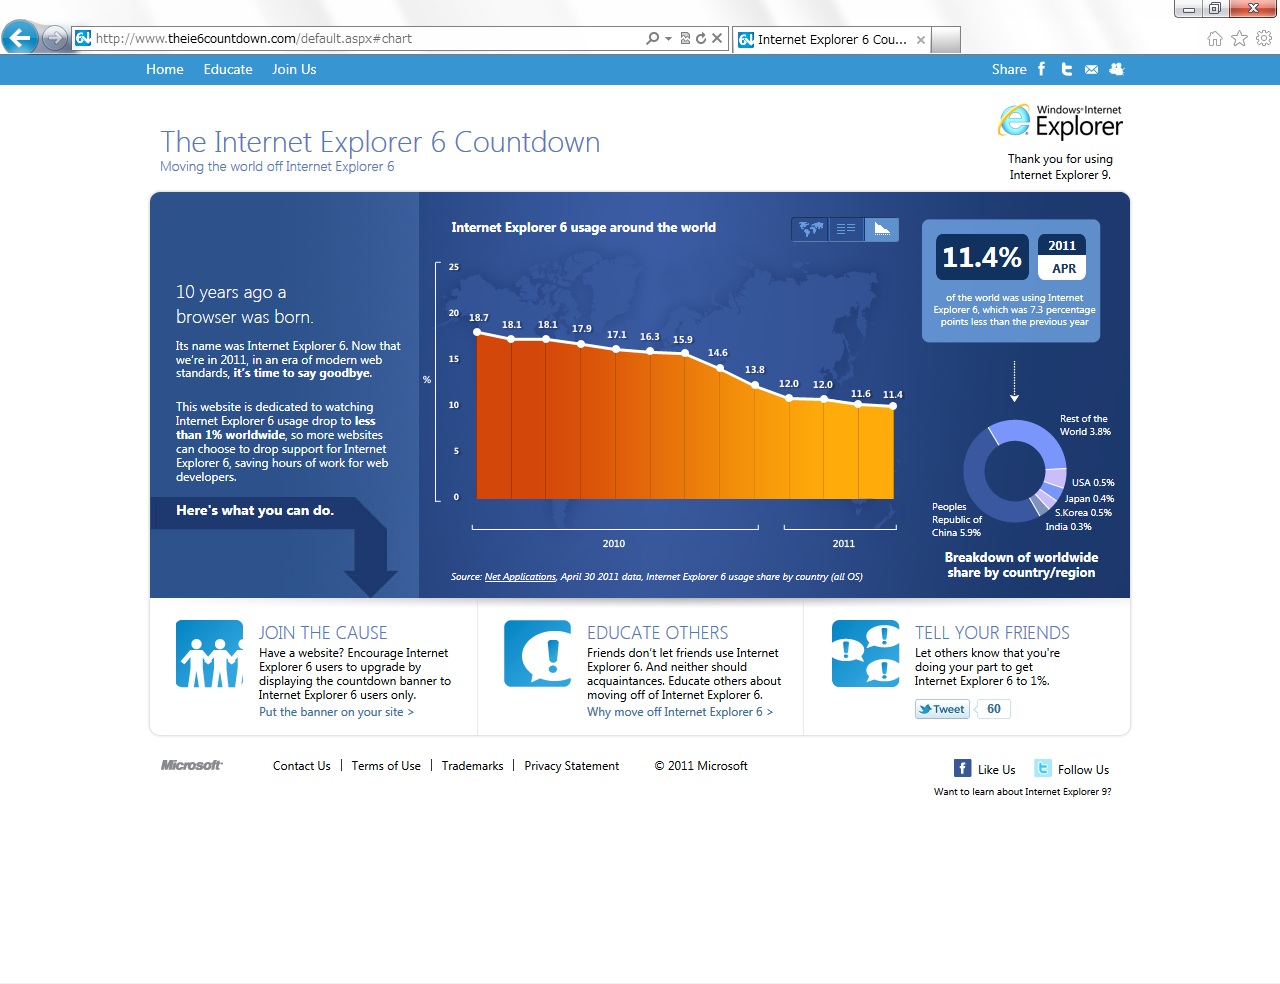 http://www.theie6countdown.com/default.aspx#chart
Internet Explorer 6 Cou...
Home Educate Join Us
Share
The Internet Explorer 6 Countdown
Moving the world off Internet Explorer 6
Windows Internet
Explorer
Thank you for using
Internet Explorer 9.
10 years ago a
browser was born.
Its name was Internet Explorer 6. Now that
we're in 2011, in an era of modern web
standards, it's time to say goodbye.
This website is dedicated to watching
Internet Explorer 6 usage drop to less
than 1% worldwide, so more websites
can choose to drop support for Internet
Explorer 6, saving hours of work for web
developers.
Here's what you can do.
Internet Explorer 6 usage around the world
25
20
15
%
10
5
0
18.7 18.1 18.1 17.9 17.1 16.3 15.9 14.6 13.8 12.0 12.0 11.6 11.4
2010 2011
Source: Net Applications, April 30 2011 data, Internet Explorer 6 usage share by country (all OS)
11.4%
2011
APR
of the world was using Internet
Explorer 6, which was 7.3 percentage
points less than the previous year
Rest of the
World 3.8%
USA 0.5%
Japan 0.4%
S.Korea 0.5%
India 0.3%
Peoples
Republic of
China 5.9%
Breakdown of worldwide
share by country/region
JOIN THE CAUSE
Have a website? Encourage Internet
Explorer 6 users to upgrade by
displaying the countdown banner to
Internet Explorer 6 users only.
Put the banner on your site >
EDUCATE OTHERS
Friends don't let friends use Internet
Explorer 6. And neither should
acquaintances. Educate others about
moving off of Internet Explorer 6.
Why move off Internet Explorer 6 >
TELL YOUR FRIENDS
Let others know that you're
doing your part to get
Internet Explorer 6 to 1%.
Tweet 60
Microsoft
Contact Us | Terms of Use | Trademarks | Privacy Statement © 2011 Microsoft
Like Us Follow Us
Want to learn about Internet Explorer 9?